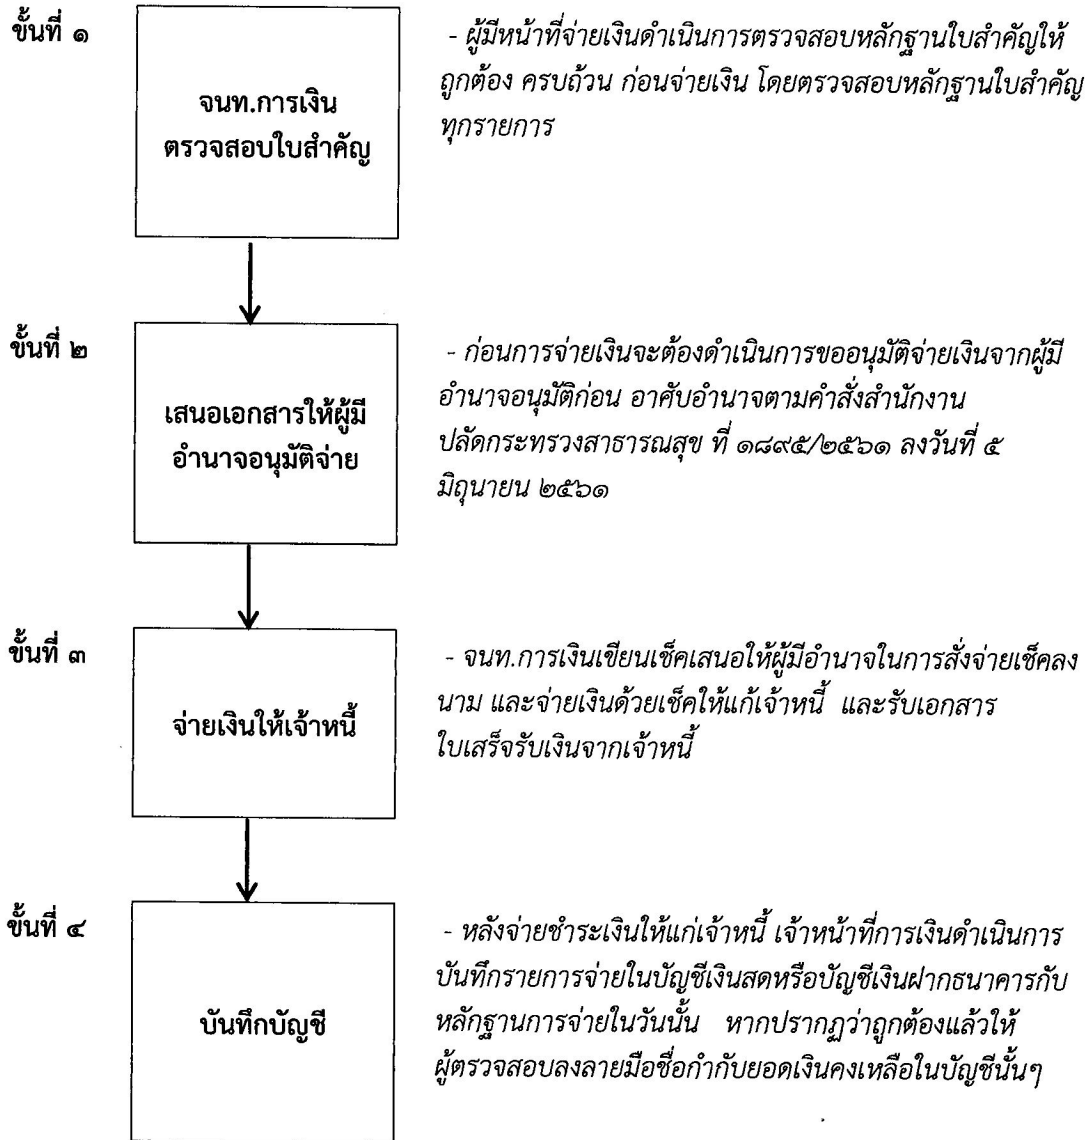 ขั้นที่ ๑
จนท.การเงิน
ตรวจสอบใบสำคัญ
- ผู้มีหน้าที่จ่ายเงินดำเนินการตรวจสอบหลักฐานใบสำคัญให้
ถูกต้อง ครบถ้วน ก่อนจ่ายเงิน โดยตรวจสอบหลักฐานใบสำคัญ
ทุกรายการ
ขั้นที่ ๒
เสนอเอกสารให้ผู้มี
อำนาจอนุมัติจ่าย
- ก่อนการจ่ายเงินจะต้องดำเนินการขออนุมัติจ่ายเงินจากผู้มี
อำนาจอนุมัติก่อน อาศับอำนาจตามคำสั่งสำนักงาน
ปลัดกระทรวงสาธารณสุข ที่ ๑๘๙๕/๒๕๖๑ ลงวันที่ ๕
มิถุนายน ๒๕๖๑
ขั้นที่ ๓
จ่ายเงินให้เจ้าหนี้
- จนท.การเงินเขียนเช็คเสนอให้ผู้มีอำนาจในการสั่งจ่ายเช็คลง
นาม และจ่ายเงินด้วยเช็คให้แก่เจ้าหนี้ และรับเอกสาร
ใบเสร็จรับเงินจากเจ้าหนี้
ขั้นที่ ๔
บันทึกบัญชี
- หลังจ่ายชำระเงินให้แก่เจ้าหนี้ เจ้าหน้าที่การเงินดำเนินการ
บันทึกรายการจ่ายในบัญชีเงินสดหรือบัญชีเงินฝากธนาคารกับ
หลักฐานการจ่ายในวันนั้น หากปรากฏว่าถูกต้องแล้วให้
ผู้ตรวจสอบลงลายมือชื่อกำกับยอดเงินคงเหลือในบัญชีนั้นๆ